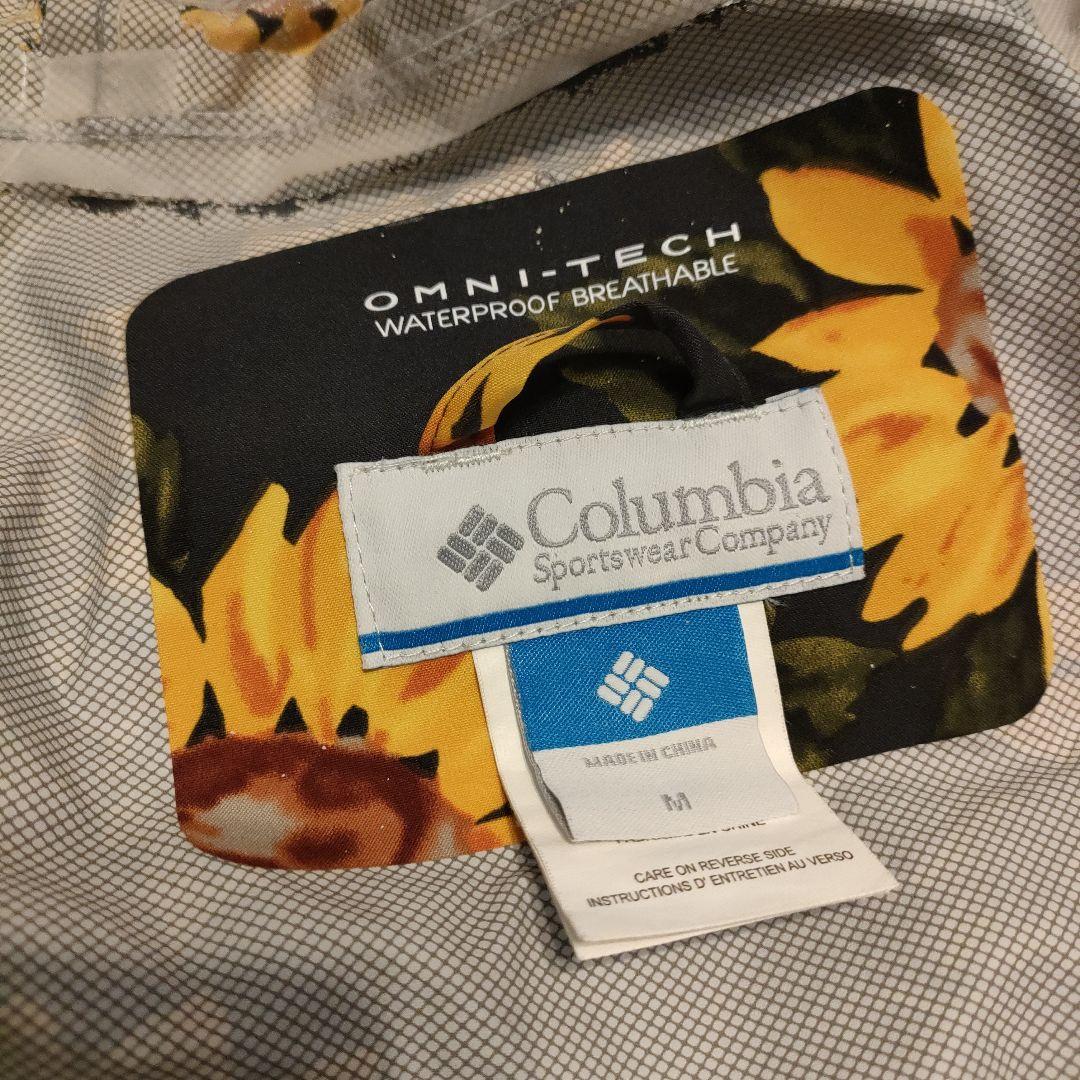 OMNI-TECH
WATERPROOF BREATHABLE
Columbia
Sportswear Company
MADE IN CHINA
M
CARE ON REVERSE SIDE
INSTRUCTIONS D' ENTRETIEN AU VERSO